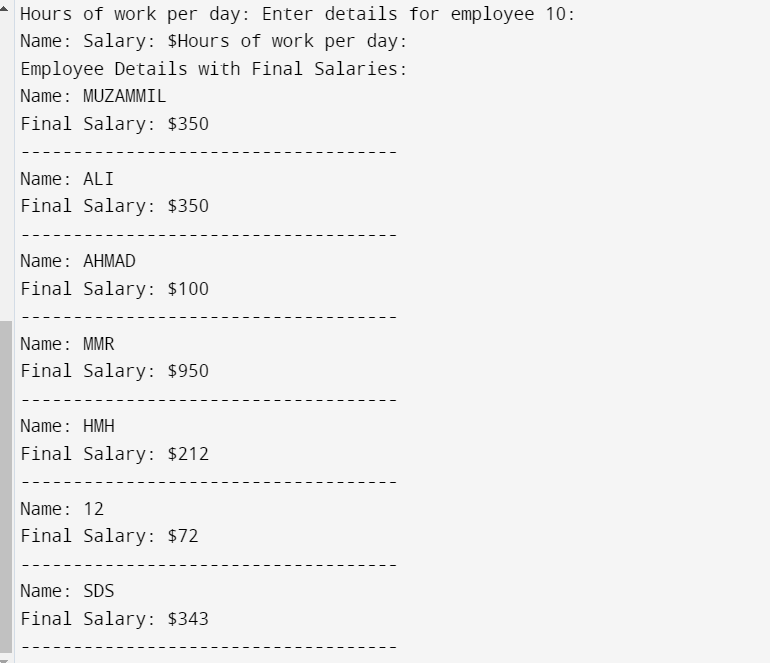 Hours of work per day: Enter details for employee 10:
Name: Salary: $Hours of work per day:
Employee Details with Final Salaries:
Name: MUZAMMIL
Final Salary: $350
------------------------------------
Name: ALI
Final Salary: $350
------------------------------------
Name: AHMAD
Final Salary: $100
------------------------------------
Name: MMR
Final Salary: $950
------------------------------------
Name: HMH
Final Salary: $212
------------------------------------
Name: 12
Final Salary: $72
------------------------------------
Name: SDS
Final Salary: $343
------------------------------------